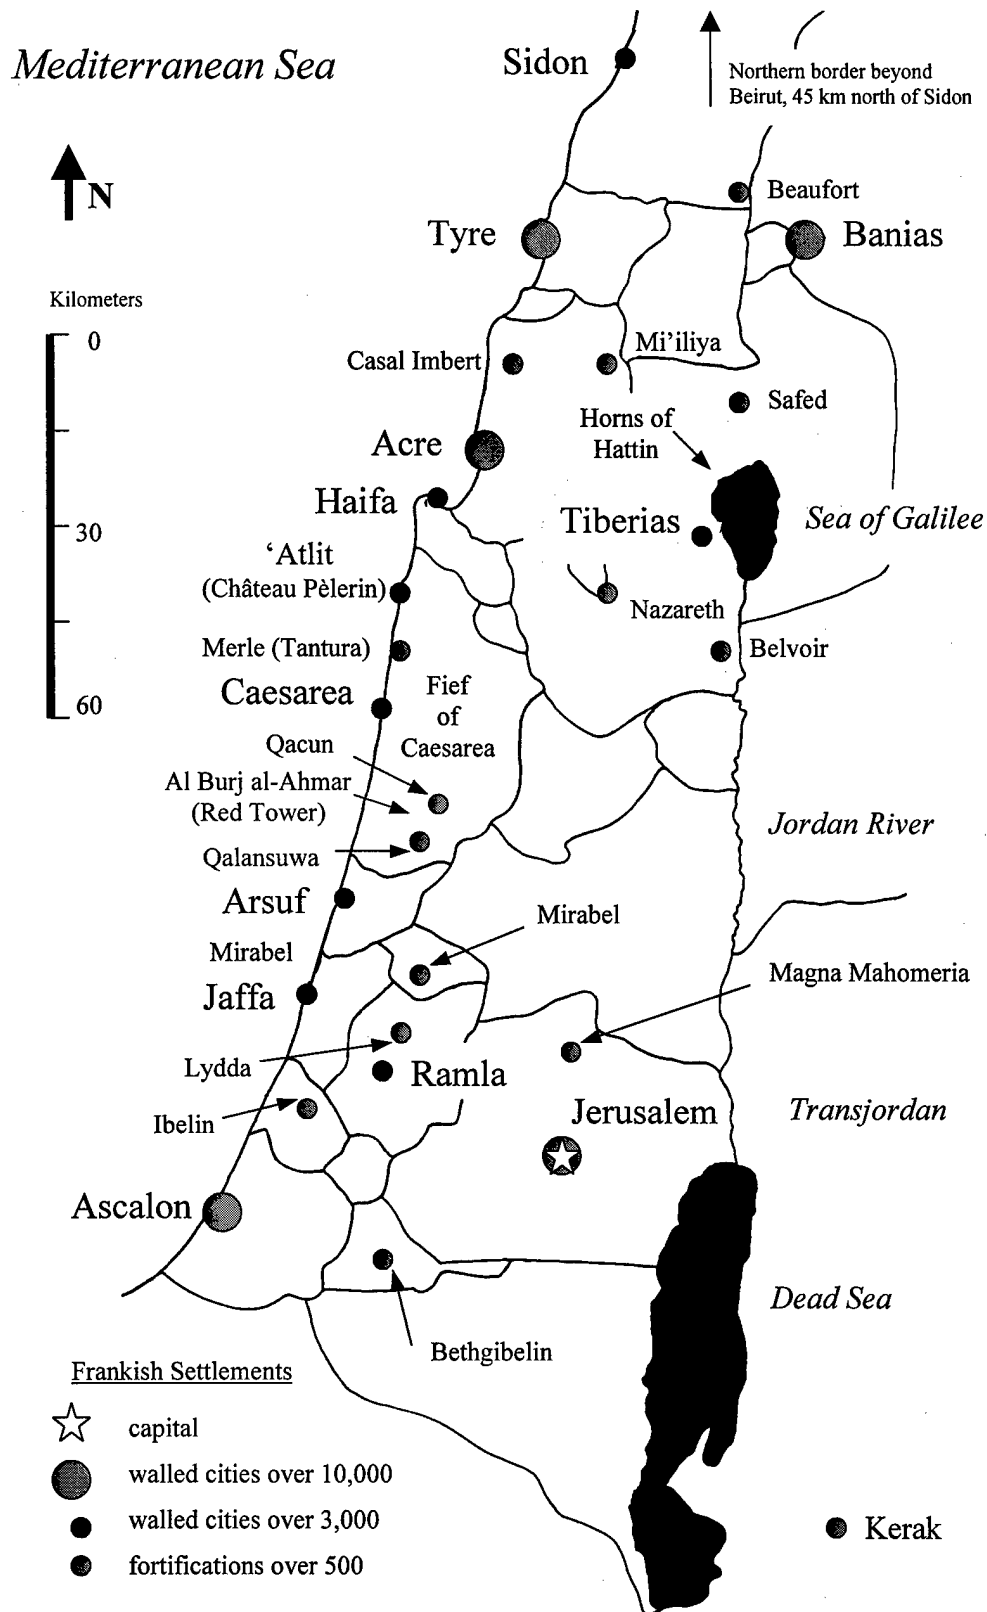 Mediterranean Sea
Sidon
Northern border beyond
Beirut, 45 km north of Sidon
N
Beaufort
Tyre
Banias
Kilometers
0
30
60
Casal Imbert
Mi'iliya
Safed
Horns of
Hattin
Acre
Haifa
Tiberias
Sea of Galilee
'Atlit
(Château Pèlerin)
Nazareth
Merle (Tantura)
Belvoir
Caesarea
Fief
of
Caesarea
Qacun
Al Burj al-Ahmar
(Red Tower)
Qalansuwa
Jordan River
Arsuf
Mirabel
Mirabel
Jaffa
Magna Mahomeria
Lydda
Ramla
Ibelin
Jerusalem
Transjordan
Ascalon
Dead Sea
Bethgibelin
Frankish Settlements
capital
walled cities over 10,000
walled cities over 3,000
fortifications over 500
Kerak